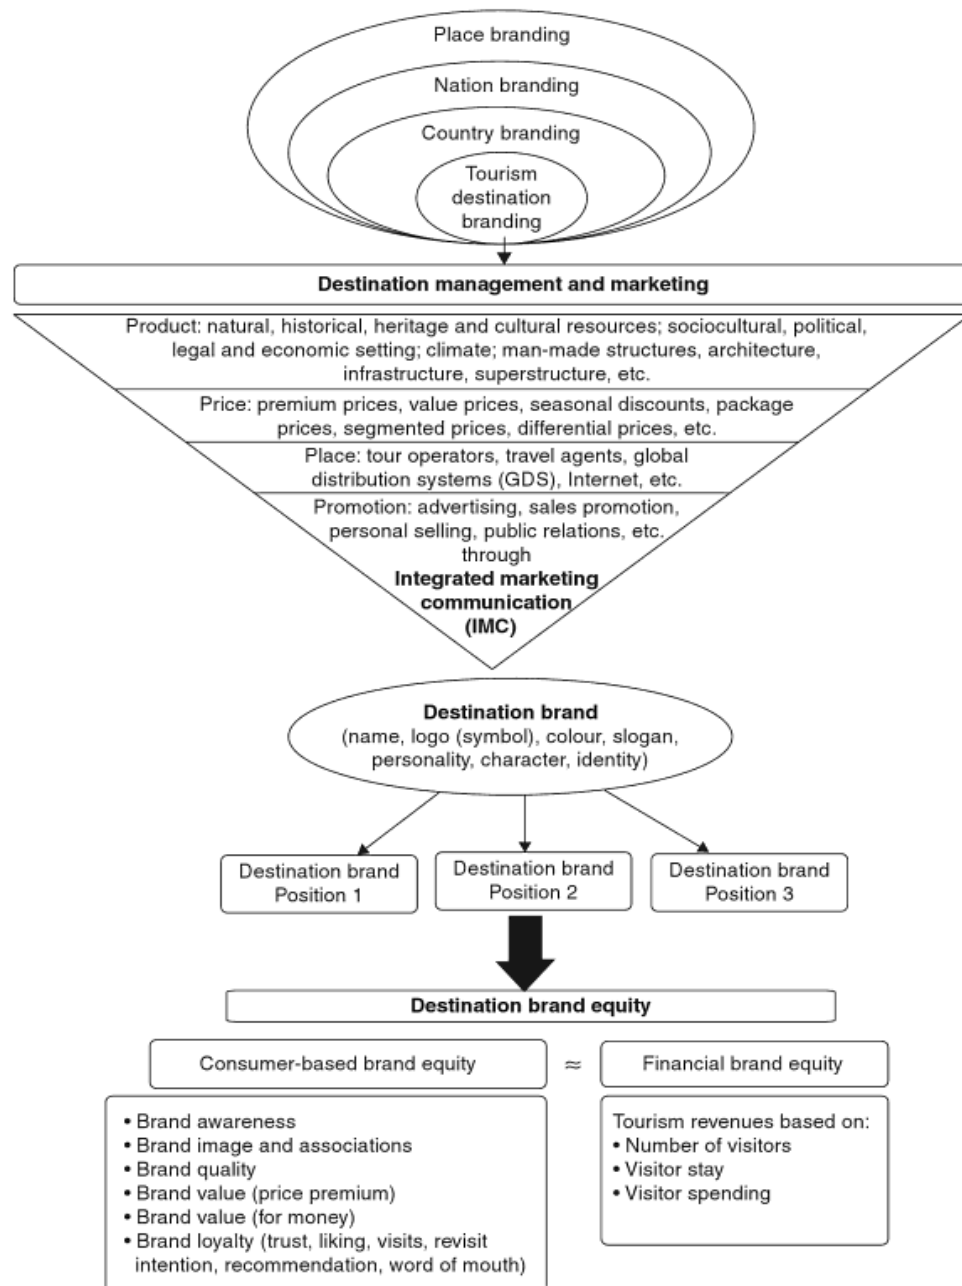 Place branding
Nation branding
Country branding
Tourism
destination
branding
Destination management and marketing
Product: natural, historical, heritage and cultural resources; sociocultural, political,
legal and economic setting; climate; man-made structures, architecture,
infrastructure, superstructure, etc.
Price: premium prices, value prices, seasonal discounts, package
prices, segmented prices, differential prices, etc.
Place: tour operators, travel agents, global
distribution systems (GDS), Internet, etc.
Promotion: advertising, sales promotion,
personal selling, public relations, etc.
through
Integrated marketing
communication
(IMC)
Destination brand
(name, logo (symbol), colour, slogan,
personality, character, identity)
Destination brand
Position 1
Destination brand
Position 2
Destination brand
Position 3
Destination brand equity
Consumer-based brand equity
≈
Financial brand equity
• Brand awareness
• Brand image and associations
• Brand quality
• Brand value (price premium)
• Brand value (for money)
• Brand loyalty (trust, liking, visits, revisit
intention, recommendation, word of mouth)
Tourism revenues based on:
• Number of visitors
• Visitor stay
• Visitor spending